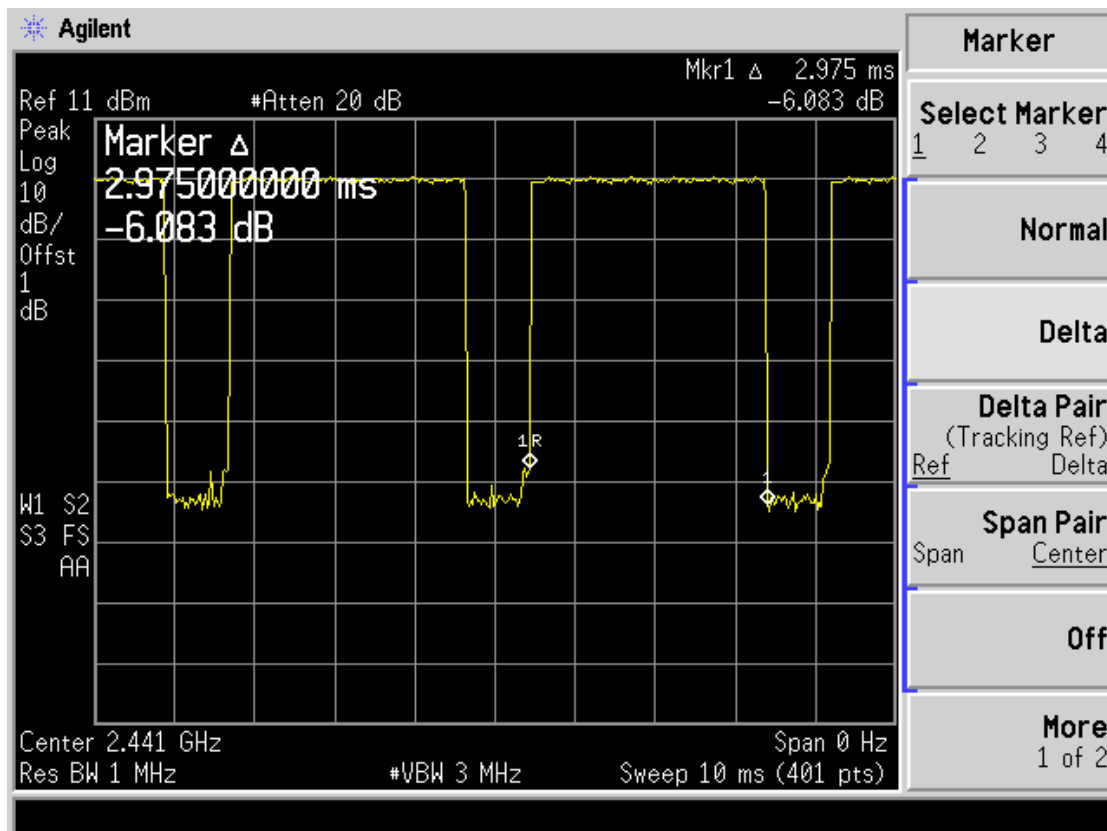 Agilent
Mkr1 Δ 2.975 ms
Ref 11 dBm #Atten 20 dB -6.083 dB
Peak
Log
10
dB/
Offst
1
dB
Marker Δ
2.975000000 ms
-6.083 dB
1R
1
W1 S2
S3 FS
AA
Center 2.441 GHz Span 0 Hz
Res BW 1 MHz #VBW 3 MHz Sweep 10 ms (401 pts)
Marker
Select Marker
1 2 3 4
Normal
Delta
Delta Pair
(Tracking Ref)
Ref Delta
Span Pair
Span Center
Off
More
1 of 2